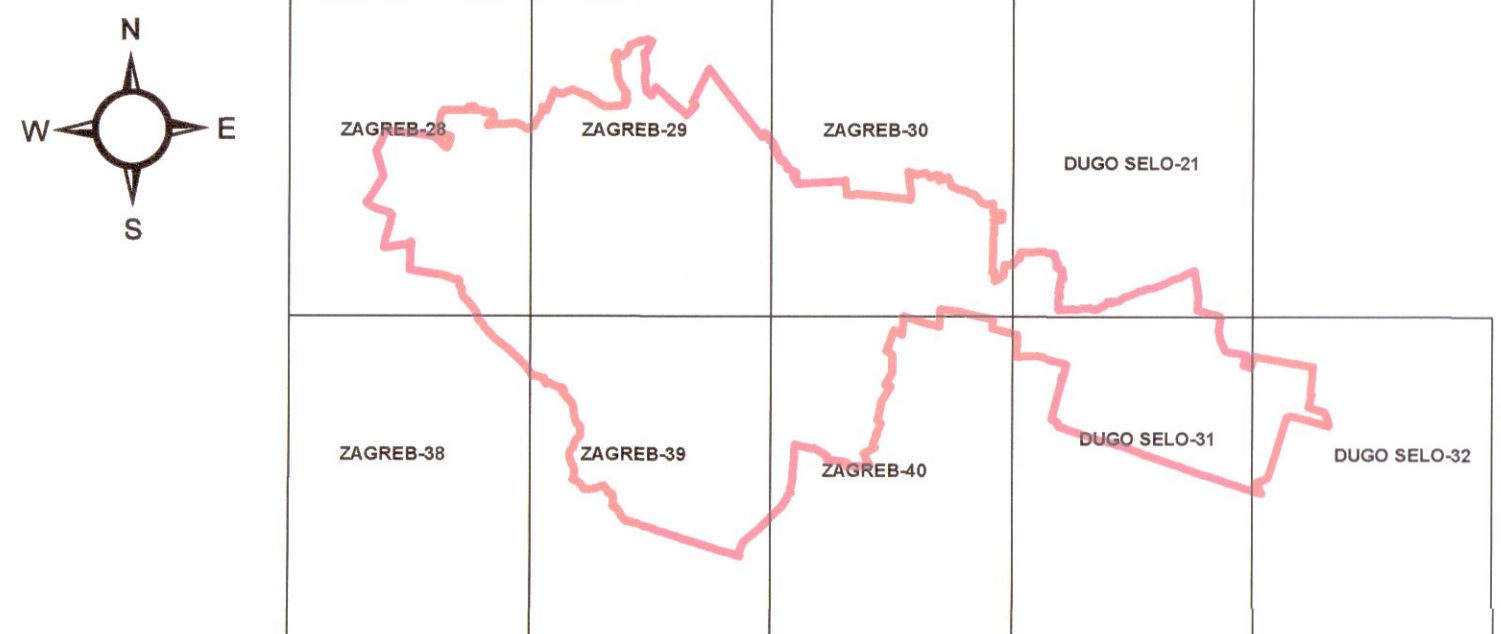 N
W E
S
ZAGREB-28
ZAGREB-29
ZAGREB-30
DUGO SELO-21
ZAGREB-38
ZAGREB-39
ZAGREB-40
DUGO SELO-31
DUGO SELO-32